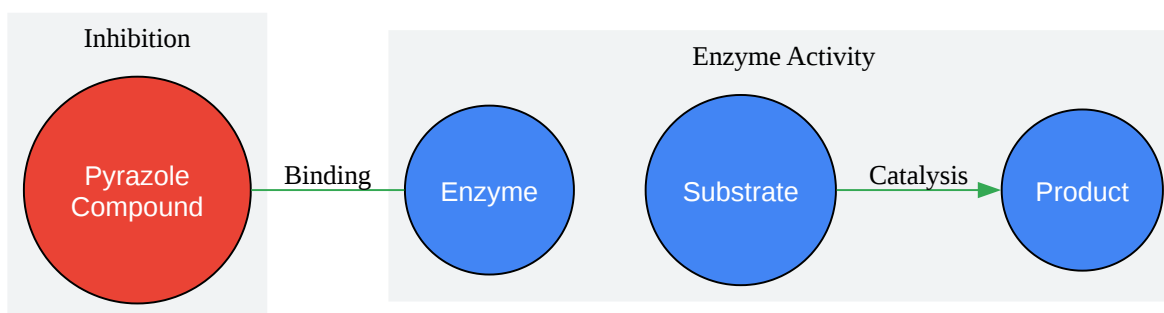 Inhibition
Enzyme Activity
Pyrazole
Compound
Binding
Enzyme
Substrate
Catalysis
Product